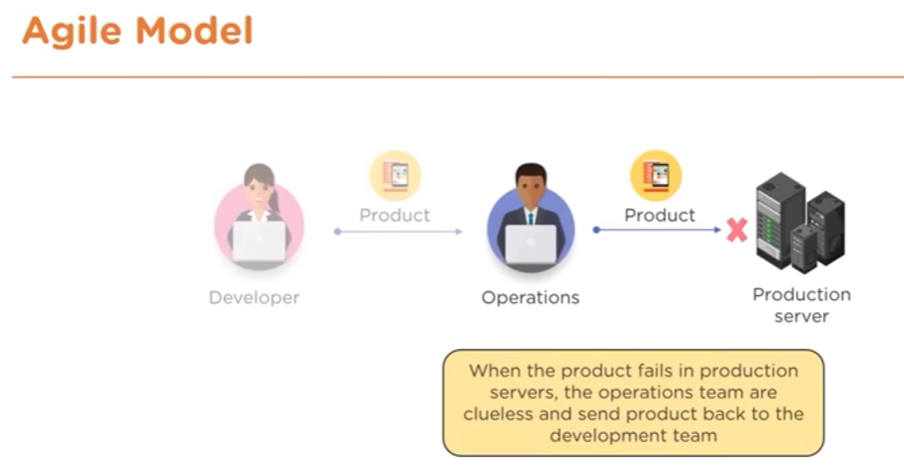 Agile Model
Product
Product
Developer
Operations
Production
server
When the product fails in production
servers, the operations team are
clueless and send product back to the
development team